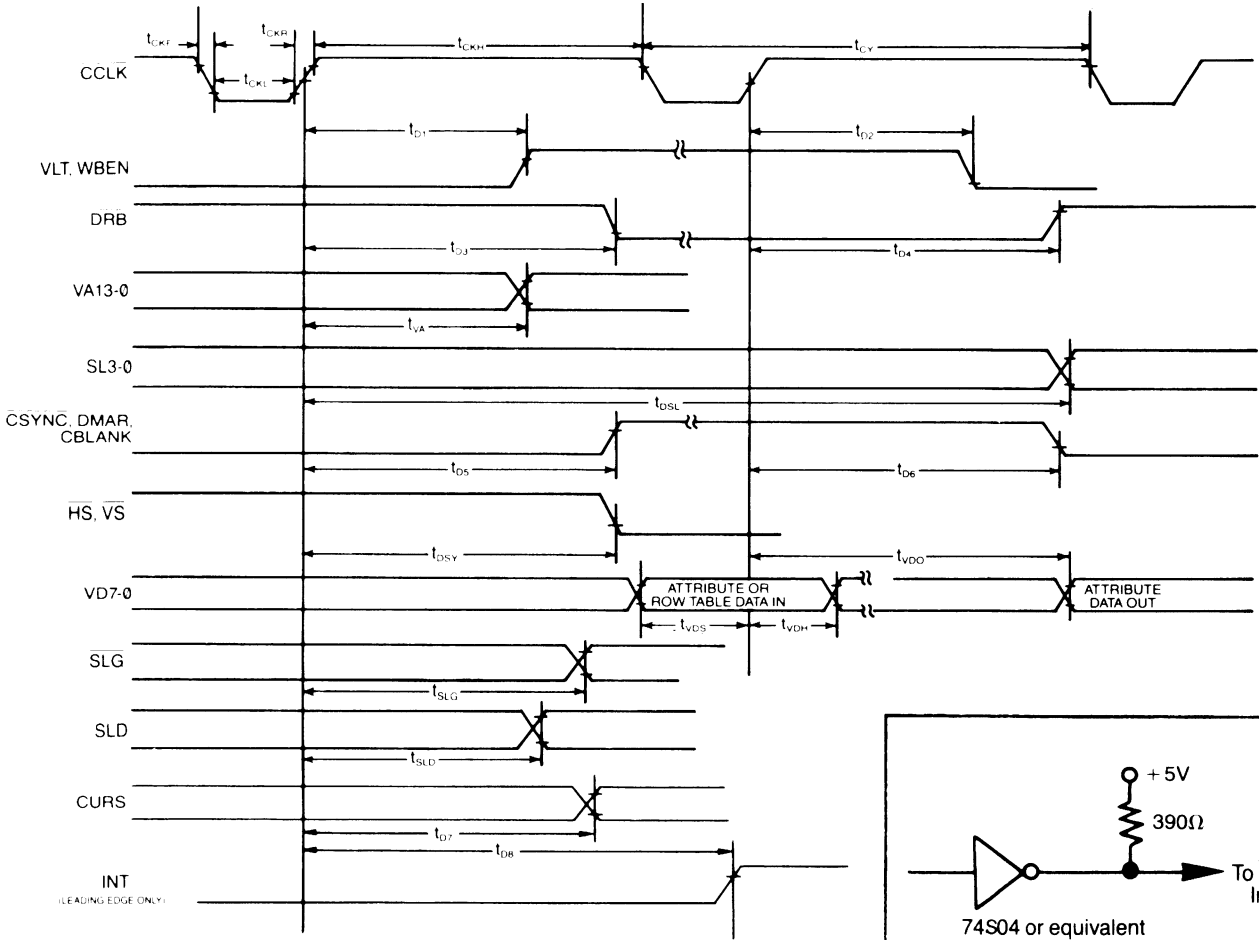 tCKF
tCKR
tCKH
tCY
CCLK
tCKL
tD1
tD2
VLT, WBEN
DRB
tD3
tD4
VA13-0
tVA
SL3-0
tDSL
CSYNC, DMAR,
CBLANK
tD5
tD6
HS, VS
tDSY
tVDO
VD7-0
ATTRIBUTE OR
ROW TABLE DATA IN
ATTRIBUTE
DATA OUT
tVDS
tVDH
SLG
tSLG
SLD
tSLD
CURS
tD7
tD8
INT
(LEADING EDGE ONLY)
+5V
390Ω
To
74S04 or equivalent